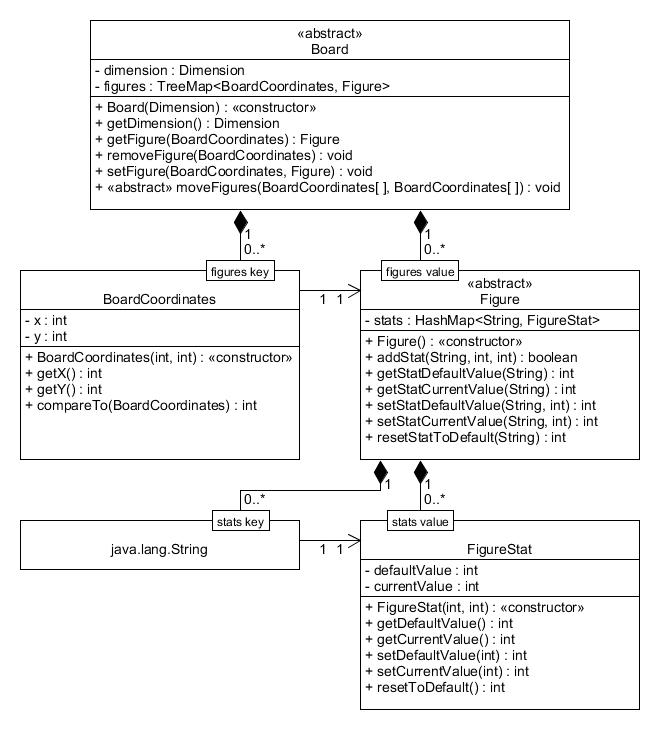 «abstract»
Board
- dimension : Dimension
- figures : TreeMap<BoardCoordinates, Figure>
+ Board(Dimension) : «constructor»
+ getDimension() : Dimension
+ getFigure(BoardCoordinates) : Figure
+ removeFigure(BoardCoordinates) : void
+ setFigure(BoardCoordinates, Figure) : void
+ «abstract» moveFigures(BoardCoordinates[ ], BoardCoordinates[ ]) : void
1
0..*
1
0..*
figures key
figures value
BoardCoordinates
- x : int
- y : int
+ BoardCoordinates(int, int) : «constructor»
+ getX() : int
+ getY() : int
+ compareTo(BoardCoordinates) : int
1 1
«abstract»
Figure
- stats : HashMap<String, FigureStat>
+ Figure() : «constructor»
+ addStat(String, int, int) : boolean
+ getStatDefaultValue(String) : int
+ getStatCurrentValue(String) : int
+ setStatDefaultValue(String, int) : int
+ setStatCurrentValue(String, int) : int
+ resetStatToDefault(String) : int
1
0..*
1
0..*
stats key
stats value
java.lang.String
1 1
FigureStat
- defaultValue : int
- currentValue : int
+ FigureStat(int, int) : «constructor»
+ getDefaultValue() : int
+ getCurrentValue() : int
+ setDefaultValue(int) : int
+ setCurrentValue(int) : int
+ resetToDefault() : int